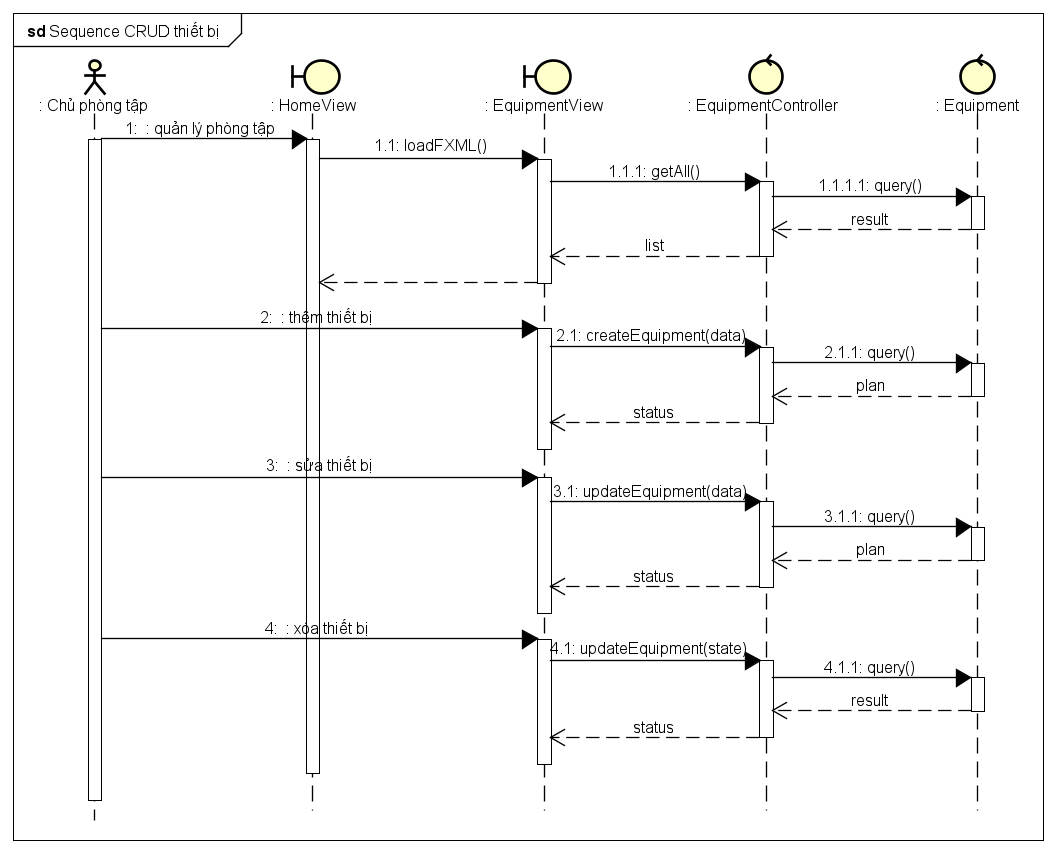 sd Sequence CRUD thiết bị
: Chủ phòng tập
: HomeView
: EquipmentView
: EquipmentController
: Equipment
1: : quản lý phòng tập
1.1: loadFXML()
1.1.1: getAll()
1.1.1.1: query()
result
list
2: : thêm thiết bị
2.1: createEquipment(data)
2.1.1: query()
plan
status
3: : sửa thiết bị
3.1: updateEquipment(data)
3.1.1: query()
plan
status
4: : xóa thiết bị
4.1: updateEquipment(state)
4.1.1: query()
result
status